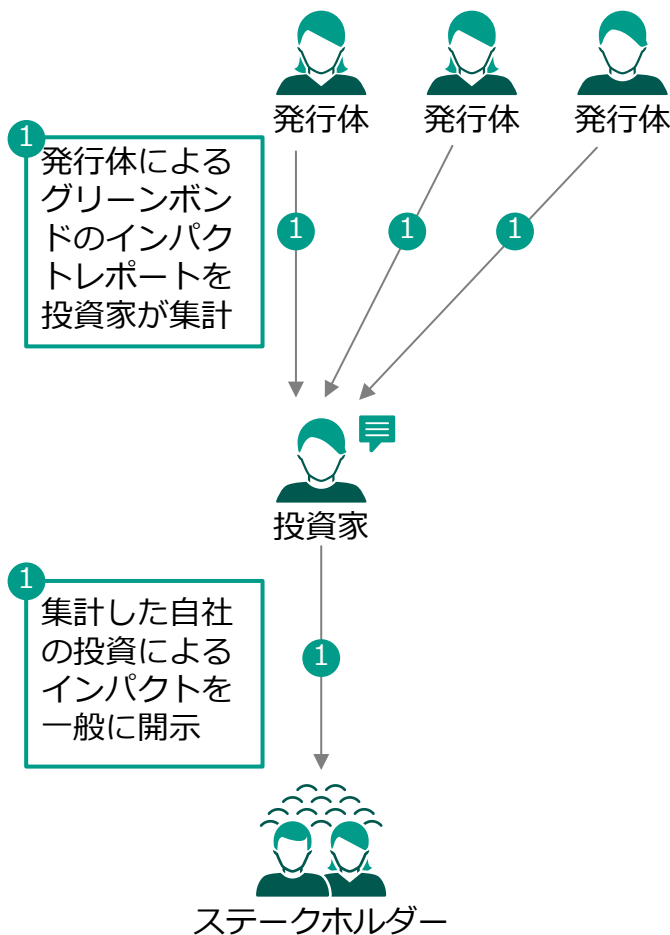 発行体 発行体 発行体
1
発行体による
グリーンボン
ドのインパク
トレポートを
投資家が集計
1 1 1
投資家
1
集計した自社
の投資による
インパクトを
一般に開示
1
ステークホルダー